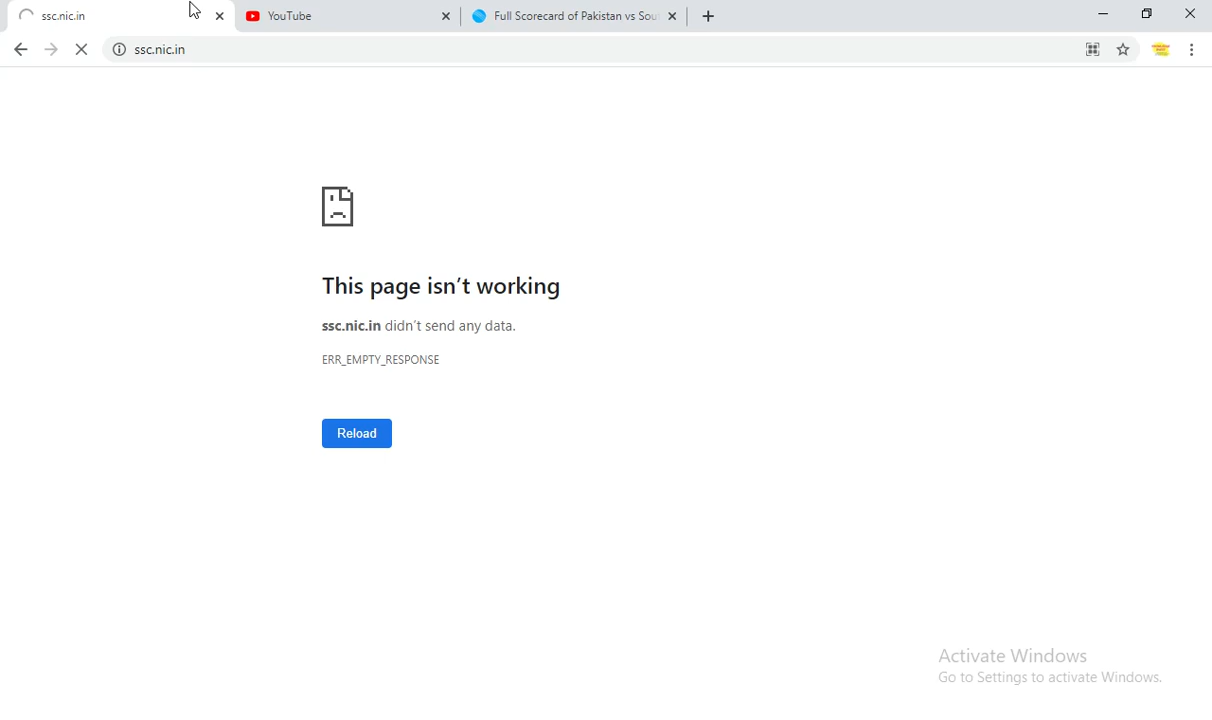 ssc.nic.in
YouTube
Full Scorecard of Pakistan vs Sout
ssc.nic.in
This page isn't working
ssc.nic.in didn't send any data.
ERR_EMPTY_RESPONSE
Reload
Activate Windows
Go to Settings to activate Windows.